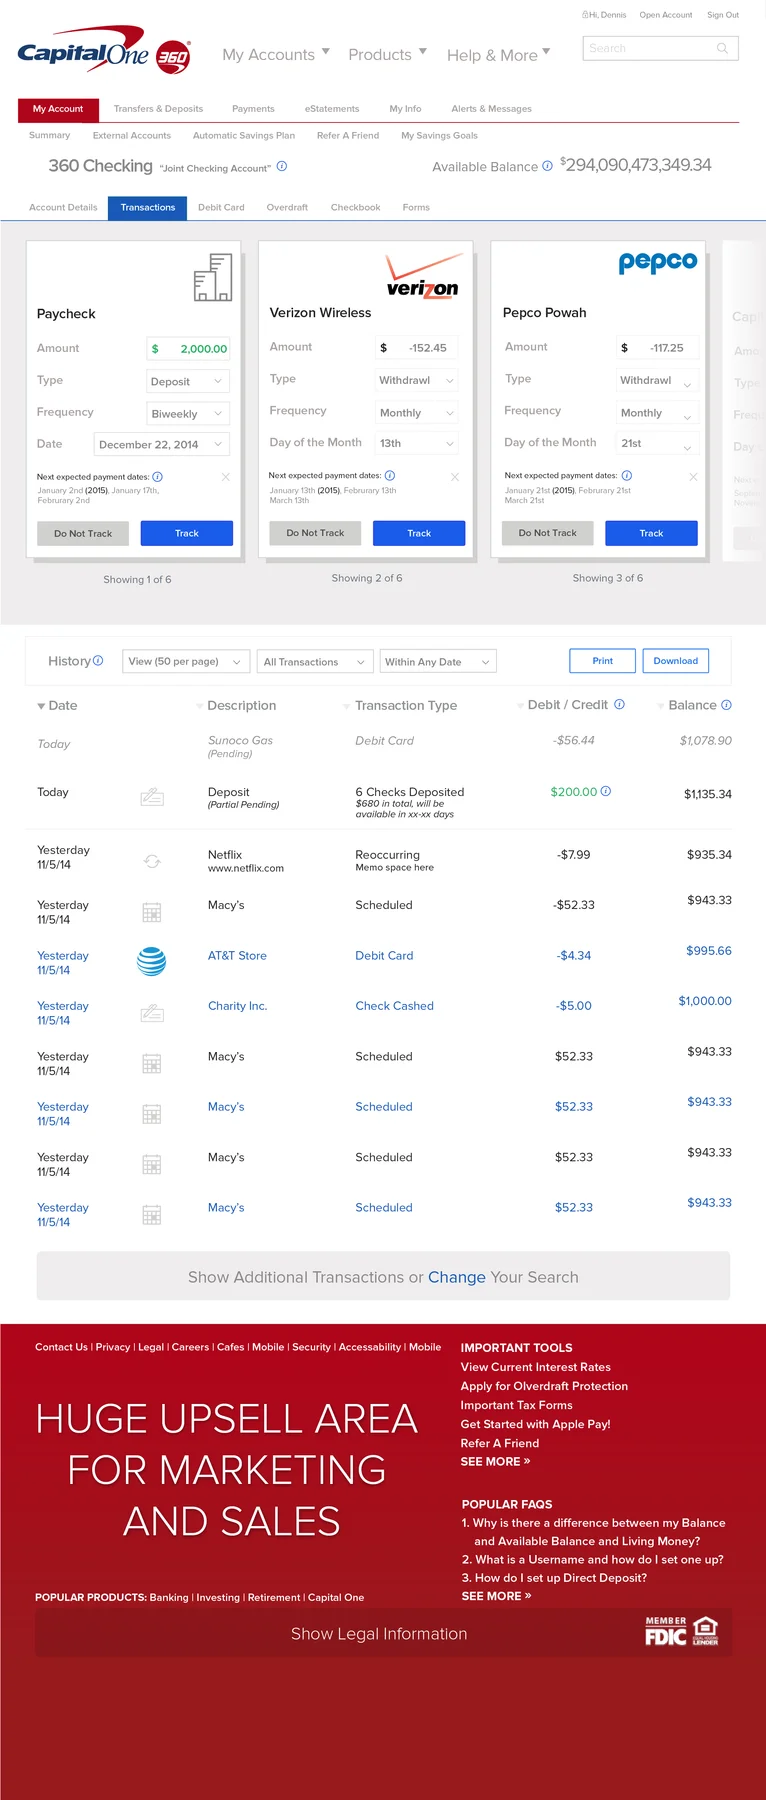 Hi, Dennis Open Account Sign Out
CapitalOne 360®
My Accounts Products Help & More Search
My Account Transfers & Deposits Payments eStatements My Info Alerts & Messages
Summary External Accounts Automatic Savings Plan Refer A Friend My Savings Goals
360 Checking "Joint Checking Account" Available Balance $294,090,473,349.34
Account Details Transactions Debit Card Overdraft Checkbook Forms
Paycheck
Amount $ 2,000.00
Type Deposit
Frequency Biweekly
Date December 22, 2014
Next expected payment dates:
January 2nd (2015), January 17th,
Februrary 2nd
Do Not Track Track
Showing 1 of 6
verizon
Verizon Wireless
Amount $ -152.45
Type Withdrawl
Frequency Monthly
Day of the Month 13th
Next expected payment dates:
January 13th (2015), Februrary 13th
March 13th
Do Not Track Track
Showing 2 of 6
pepco
Pepco Powah
Amount $ -117.25
Type Withdrawl
Frequency Monthly
Day of the Month 21st
Next expected payment dates:
January 21st (2015), Februrary 21st
March 21st
Do Not Track Track
Showing 3 of 6
History View (50 per page) All Transactions Within Any Date Print Download
Date Description Transaction Type Debit / Credit Balance
Today Sunoco Gas Debit Card -$56.44 $1,078.90
(Pending)
Today Deposit 6 Checks Deposited $200.00 $1,135.34
(Partial Pending) $680 in total, will be
available in xx-xx days
Yesterday Netflix Reoccurring -$7.99 $935.34
11/5/14 www.netflix.com Memo space here
Yesterday Macy's Scheduled -$52.33 $943.33
11/5/14
Yesterday AT&T Store Debit Card -$4.34 $995.66
11/5/14
Yesterday Charity Inc. Check Cashed -$5.00 $1,000.00
11/5/14
Yesterday Macy's Scheduled $52.33 $943.33
11/5/14
Yesterday Macy's Scheduled $52.33 $943.33
11/5/14
Yesterday Macy's Scheduled $52.33 $943.33
11/5/14
Yesterday Macy's Scheduled $52.33 $943.33
11/5/14
Show Additional Transactions or Change Your Search
Contact Us | Privacy | Legal | Careers | Cafes | Mobile | Security | Accessability | Mobile
HUGE UPSELL AREA
FOR MARKETING
AND SALES
IMPORTANT TOOLS
View Current Interest Rates
Apply for Olverdraft Protection
Important Tax Forms
Get Started with Apple Pay!
Refer A Friend
SEE MORE »
POPULAR FAQS
1. Why is there a difference between my Balance
and Available Balance and Living Money?
2. What is a Username and how do I set one up?
3. How do I set up Direct Deposit?
SEE MORE »
POPULAR PRODUCTS: Banking | Investing | Retirement | Capital One
Show Legal Information
MEMBER
FDIC
EQUAL HOUSING
LENDER